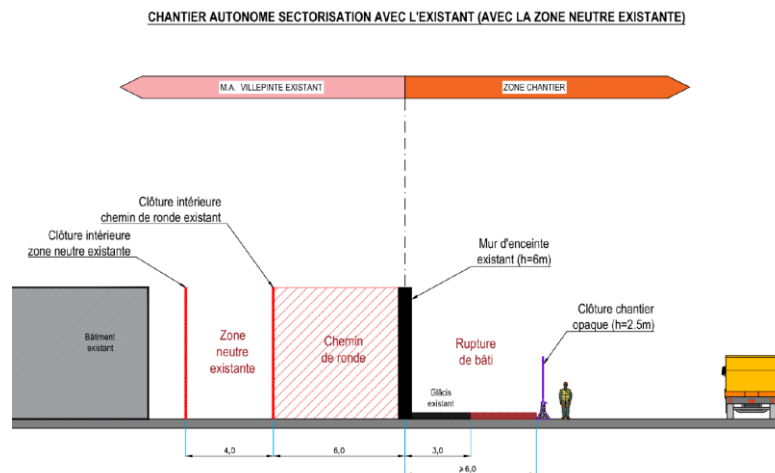 CHANTIER AUTONOME SECTORISATION AVEC L'EXISTANT (AVEC LA ZONE NEUTRE EXISTANTE)
M.A. VILLEPINTE EXISTANT
ZONE CHANTIER
Clôture intérieure
chemin de ronde existant
Clôture intérieure
zone neutre existante
Mur d'enceinte
existant (h=6m)
Clôture chantier
opaque (h=2.5m)
Bâtiment
existant
Zone
neutre
existante
Chemin
de ronde
Rupture
de bâti
Glâcis
existant
4,0
6,0
3,0
⩾6,0